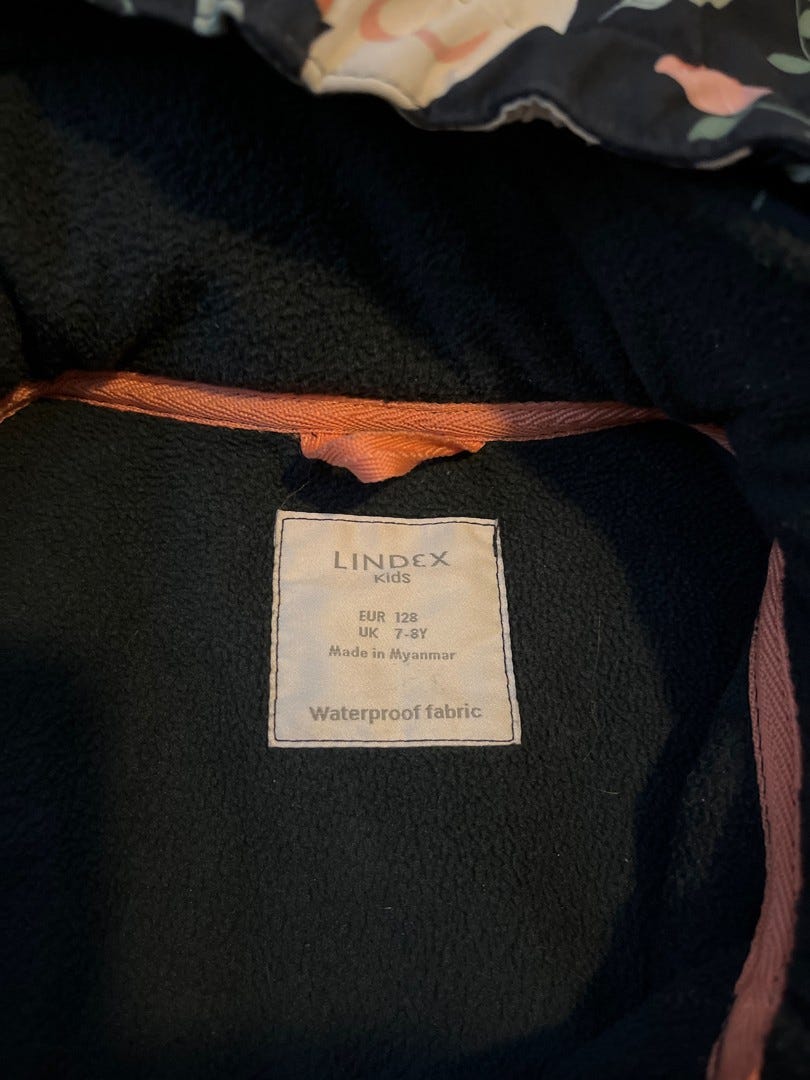 LINDEX
Kids
EUR 128
UK 7-8Y
Made in Myanmar
Waterproof fabric